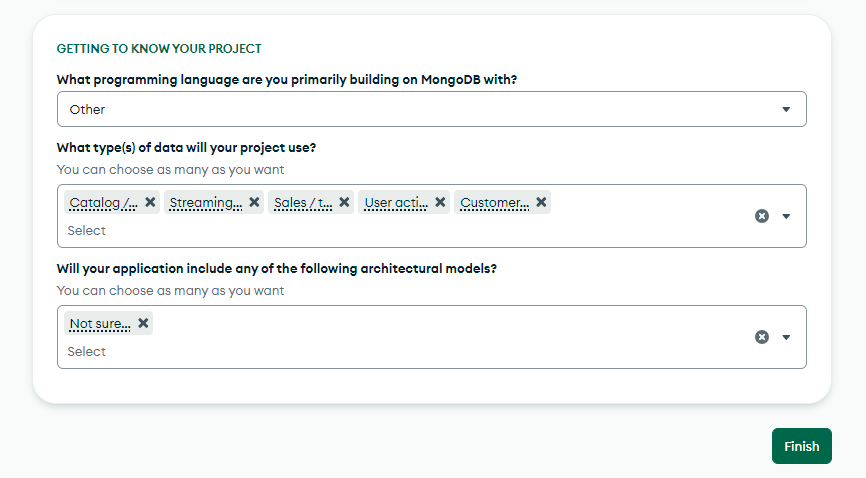 GETTING TO KNOW YOUR PROJECT
What programming language are you primarily building on MongoDB with?
Other
What type(s) of data will your project use?
You can choose as many as you want
Catalog /... Streaming... Sales / t... User acti... Customer...
Select
Will your application include any of the following architectural models?
You can choose as many as you want
Not sure...
Select
Finish